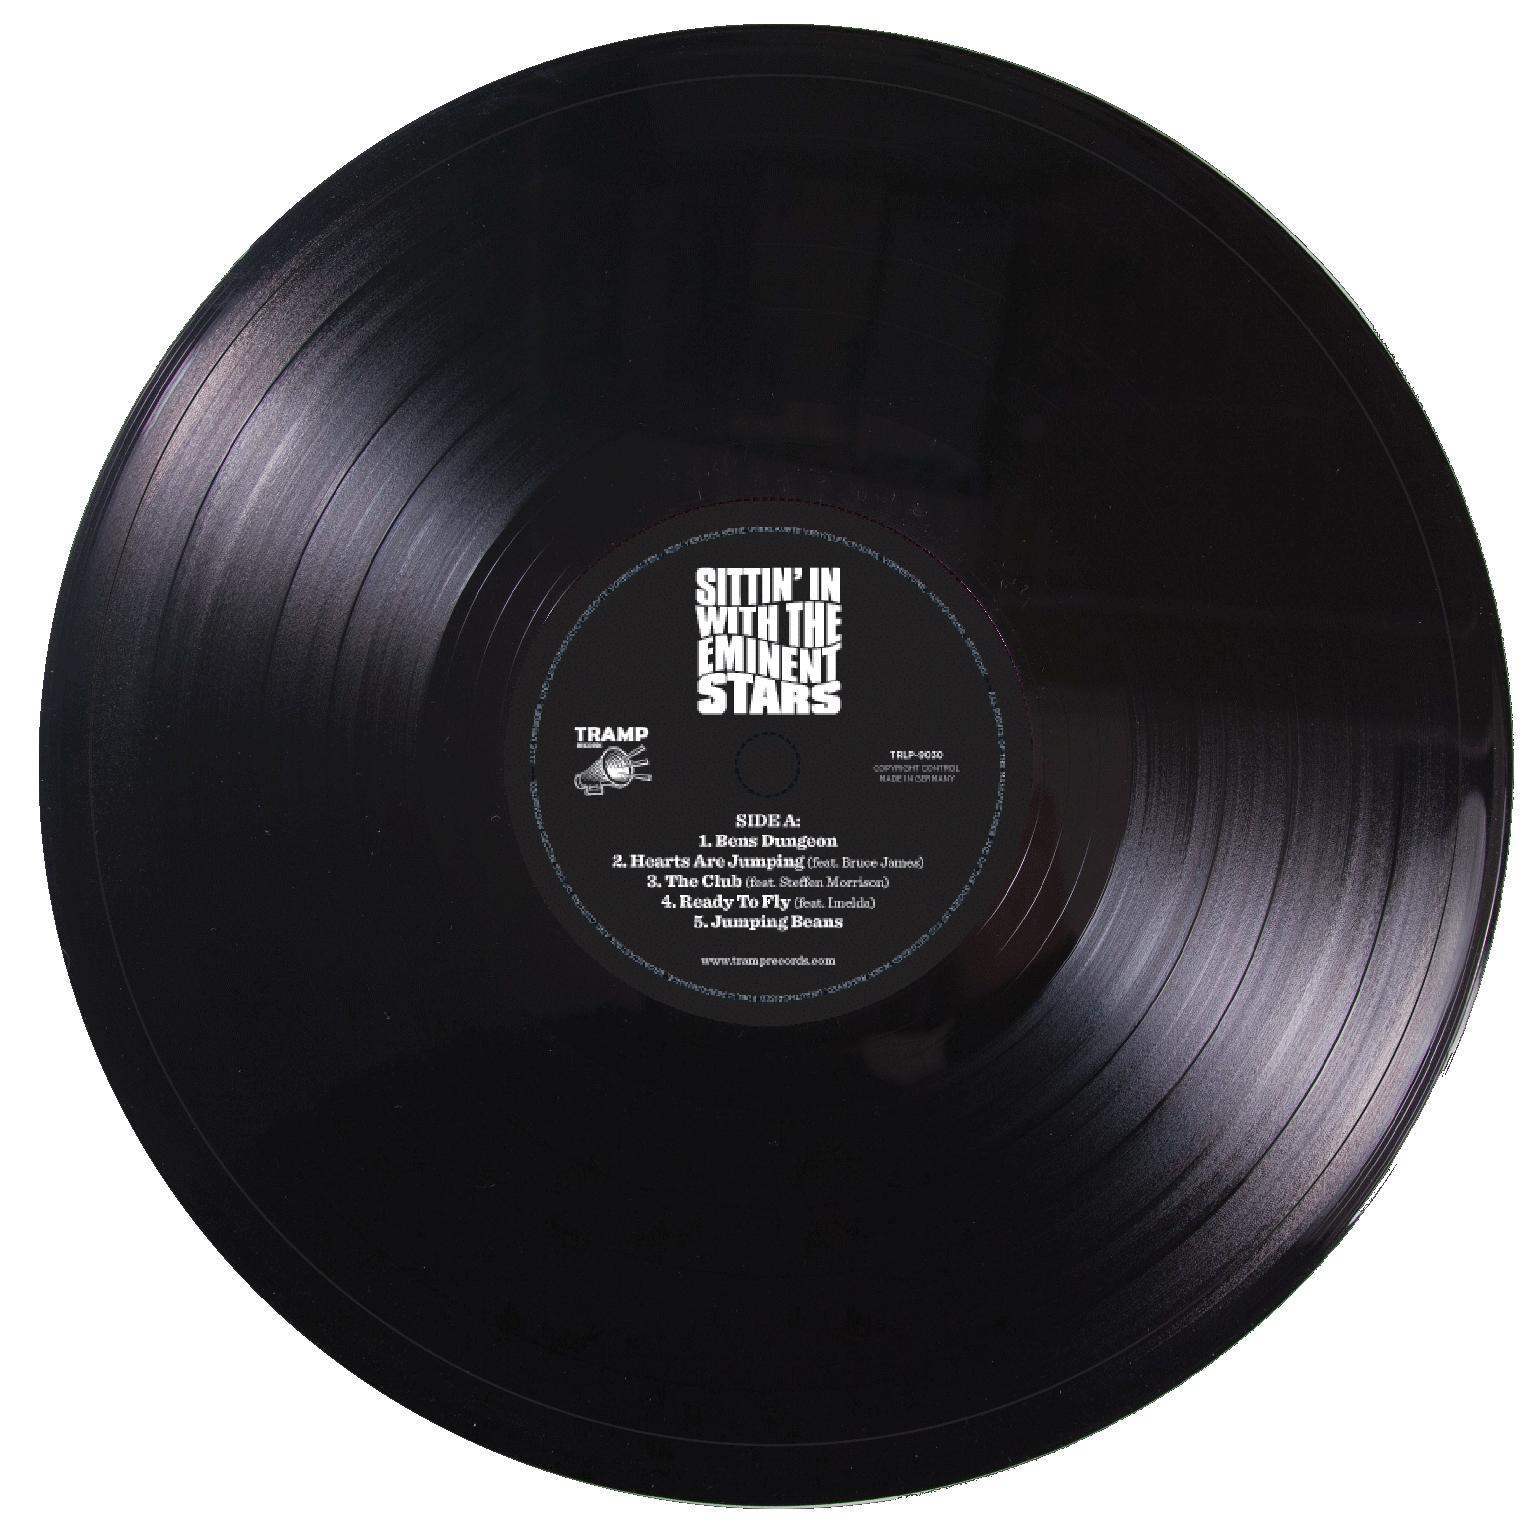 SITTIN' IN
WITH THE
EMINENT
STARS
TRAMP
RECORDS
TRLP-9030
COPYRIGHT CONTROL
MADE IN GERMANY
SIDE A:
1. Bens Dungeon
2. Hearts Are Jumping (feat. Bruce James)
3. The Club (feat. Steffen Morrison)
4. Ready To Fly (feat. Imelda)
5. Jumping Beans
www.tramprecords.com